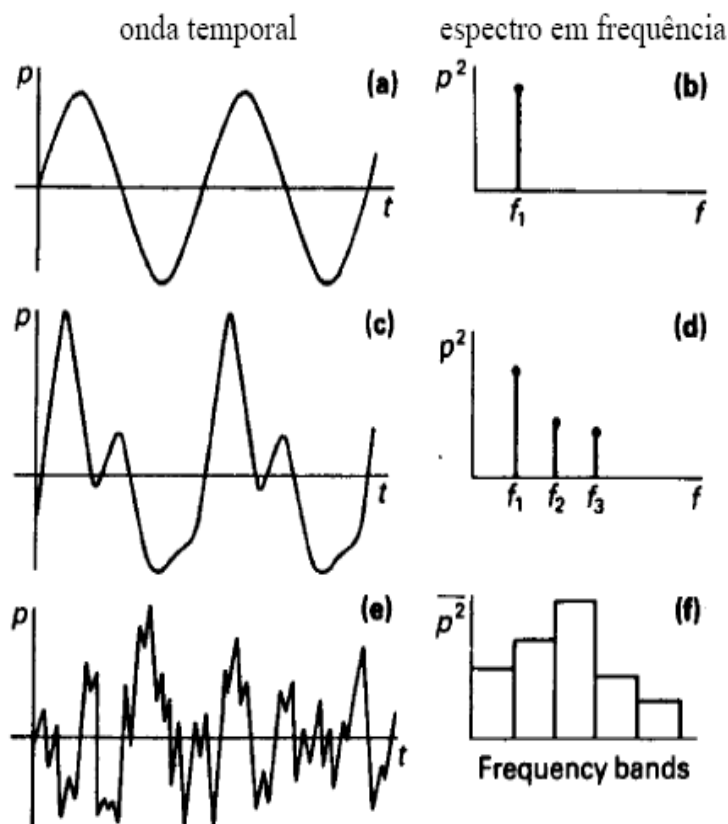 onda temporal espectro em frequência
p (a) p² (b)
t f₁ f
p (c) p² (d)
t f₁ f₂ f₃ f
p (e) p² (f)
t
Frequency bands